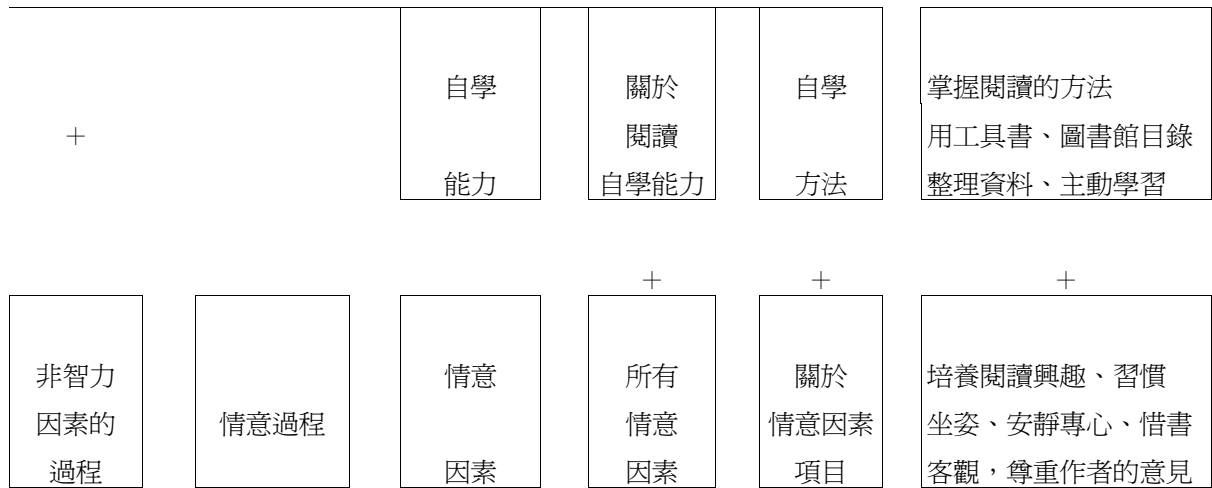 自學 關於 自學 掌握閱讀的方法
＋ 閱讀 用工具書、圖書館目錄
能力 自學能力 方法 整理資料、主動學習
＋ ＋ ＋
非智力 情意 所有 關於 培養閱讀興趣、習慣
因素的 情意過程 情意 情意因素 坐姿、安靜專心、惜書
過程 因素 因素 項目 客觀，尊重作者的意見